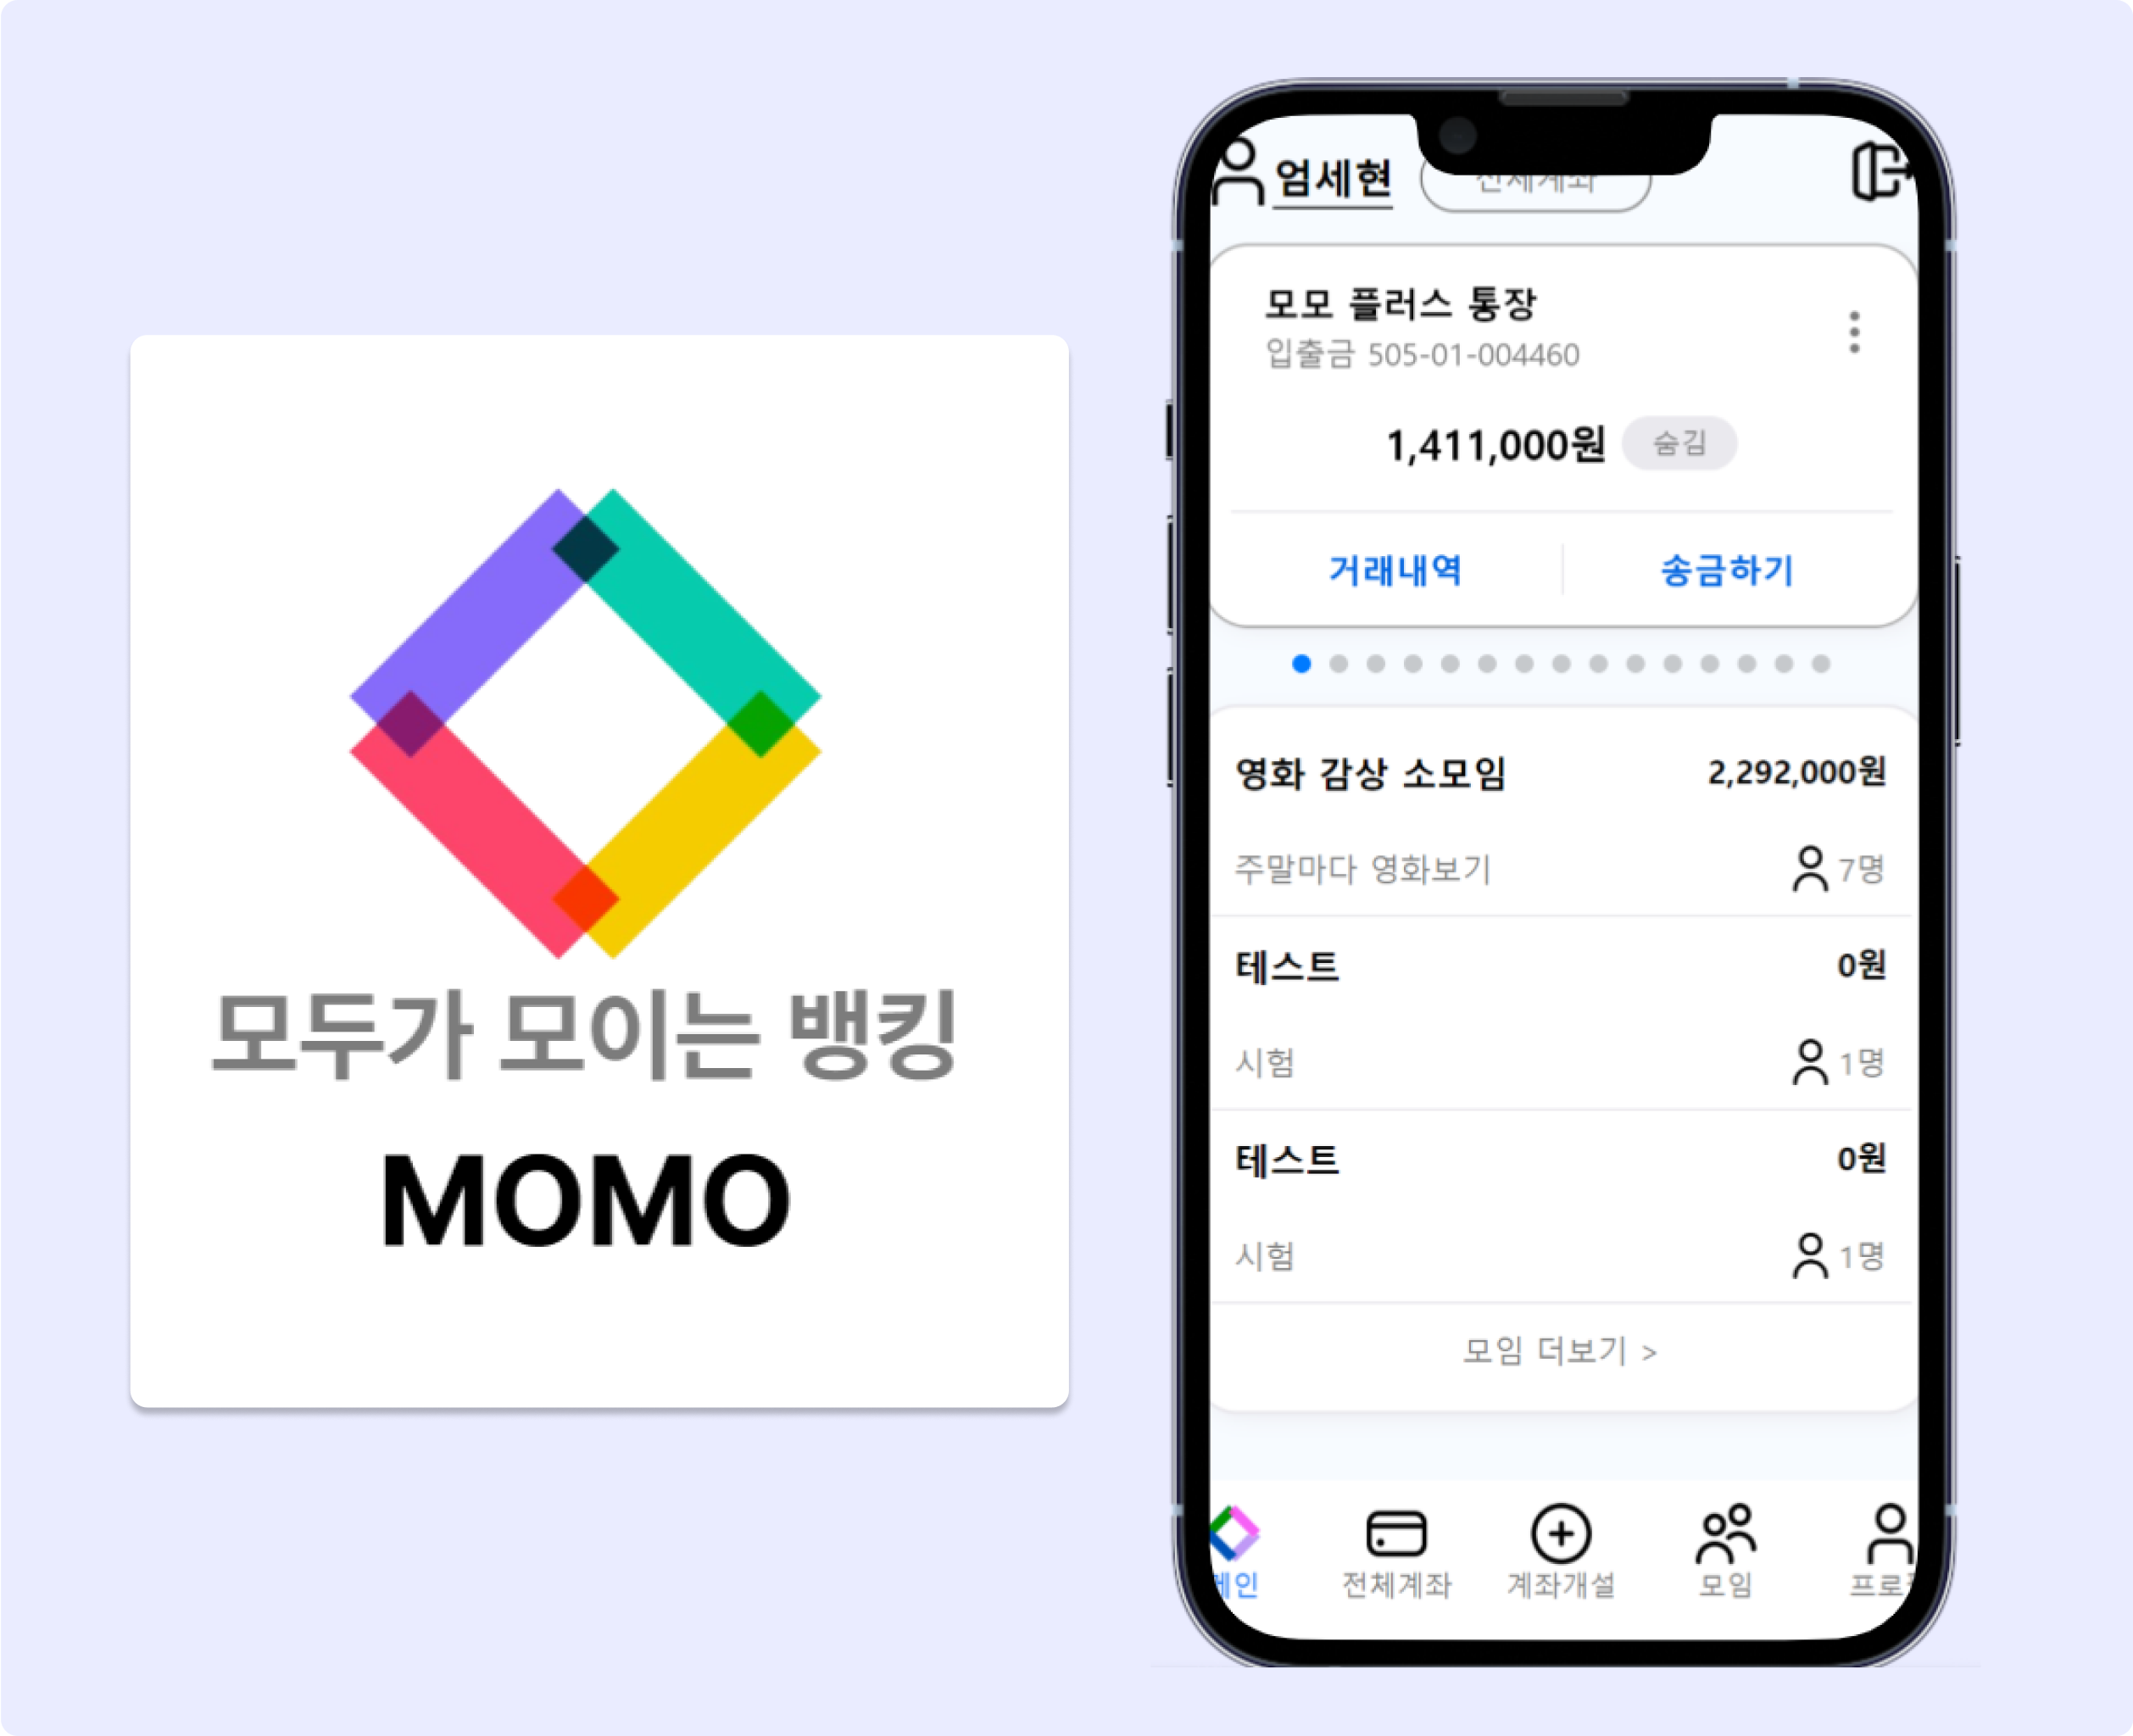 모두가 모이는 뱅킹
MOMO
엄세현
모모 플러스 통장
입출금 505-01-004460
1,411,000원 숨김
거래내역 송금하기
영화 감상 소모임 2,292,000원
주말마다 영화보기 7명
테스트 0원
시험 1명
테스트 0원
시험 1명
모임 더보기 >
전체계좌 계좌개설 모임